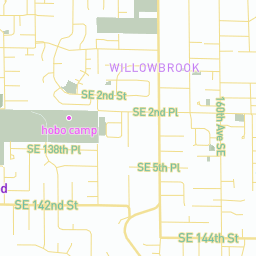 WILLOWBROOK
SE 2nd St
SE 2nd Pl
160th Ave SE
hobo camp
SE 138th Pl
SE 5th Pl
d
SE 142nd St
SE 144th St